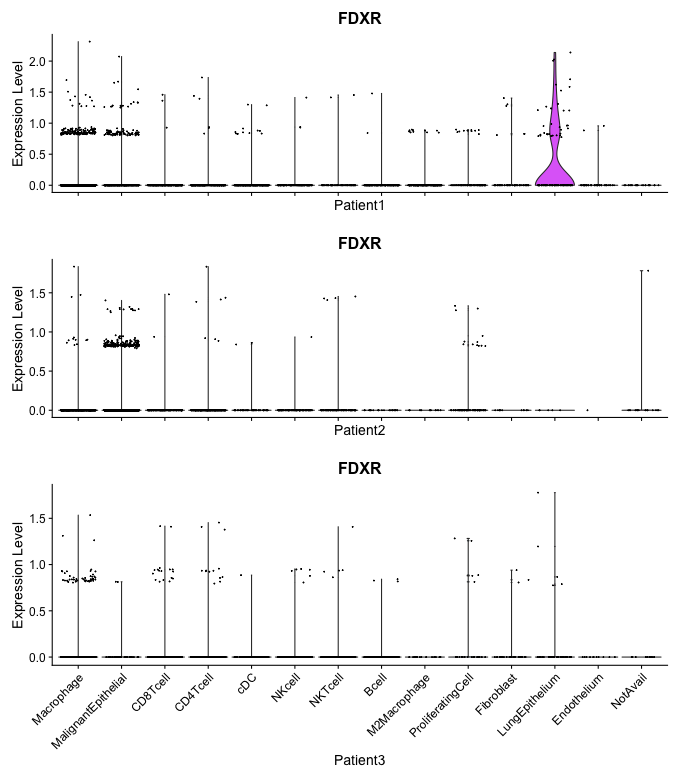 FDXR
Expression Level
2.0
1.5
1.0
0.5
0.0
Patient1
FDXR
Expression Level
1.5
1.0
0.5
0.0
Patient2
FDXR
Expression Level
1.5
1.0
0.5
0.0
Macrophage
MalignantEpithelial
CD8Tcell
CD4Tcell
cDC
NKcell
NKTcell
Bcell
M2Macrophage
ProliferatingCell
Fibroblast
LungEpithelium
Endothelium
NotAvail
Patient3